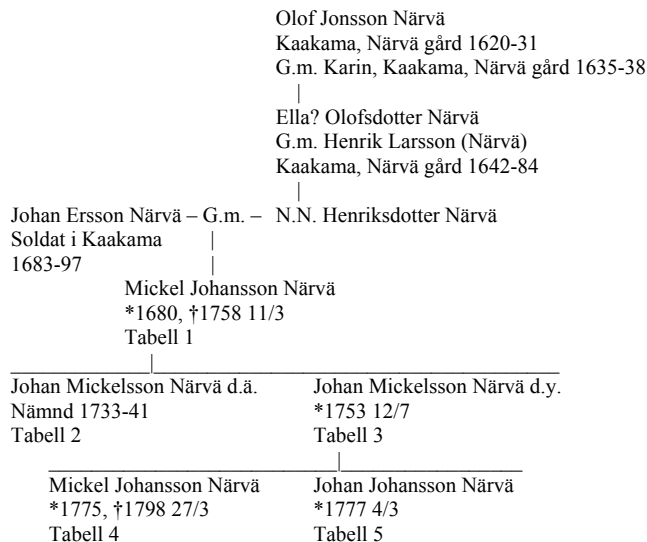 Olof Jonsson Närvä
Kaakama, Närvä gård 1620-31
G.m. Karin, Kaakama, Närvä gård 1635-38
|
Ella? Olofsdotter Närvä
G.m. Henrik Larsson (Närvä)
Kaakama, Närvä gård 1642-84
|
Johan Ersson Närvä – G.m. – N.N. Henriksdotter Närvä
Soldat i Kaakama |
1683-97 |
Mickel Johansson Närvä
*1680, †1758 11/3
Tabell 1
|
Johan Mickelsson Närvä d.ä. Johan Mickelsson Närvä d.y.
Nämnd 1733-41 *1753 12/7
Tabell 2 Tabell 3
|
Mickel Johansson Närvä Johan Johansson Närvä
*1775, †1798 27/3 *1777 4/3
Tabell 4 Tabell 5